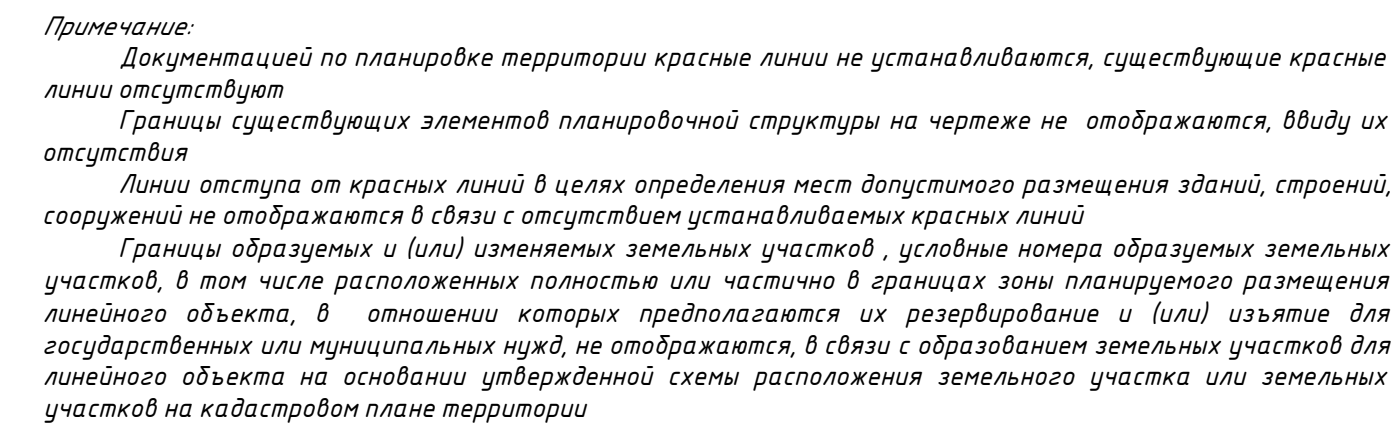 Примечание:
Документацией по планировке территории красные линии не устанавливаются, существующие красные
линии отсутствуют
Границы существующих элементов планировочной структуры на чертеже не отображаются, ввиду их
отсутствия
Линии отступа от красных линий в целях определения мест допустимого размещения зданий, строений,
сооружений не отображаются в связи с отсутствием устанавливаемых красных линий
Границы образуемых и (или) изменяемых земельных участков , условные номера образуемых земельных
участков, в том числе расположенных полностью или частично в границах зоны планируемого размещения
линейного объекта, в отношении которых предполагаются их резервирование и (или) изъятие для
государственных или муниципальных нужд, не отображаются, в связи с образованием земельных участков для
линейного объекта на основании утвержденной схемы расположения земельного участка или земельных
участков на кадастровом плане территории